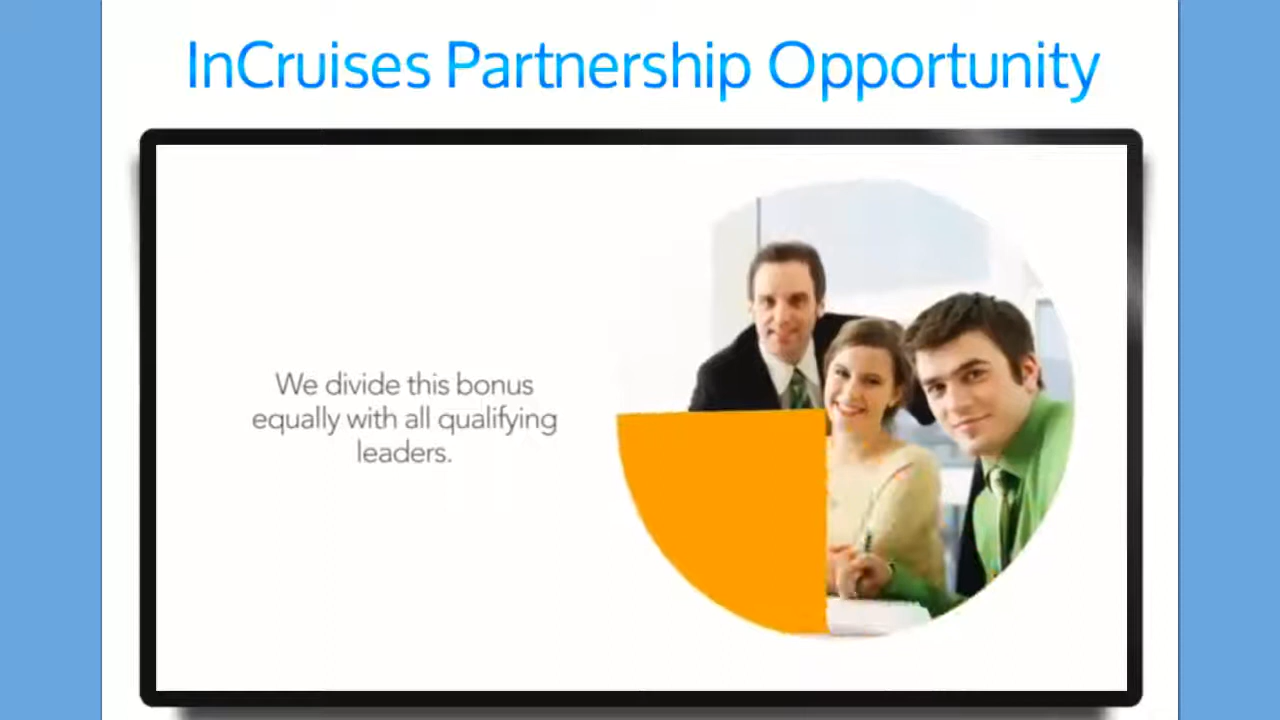 InCruises Partnership Opportunity
We divide this bonus
equally with all qualifying
leaders.